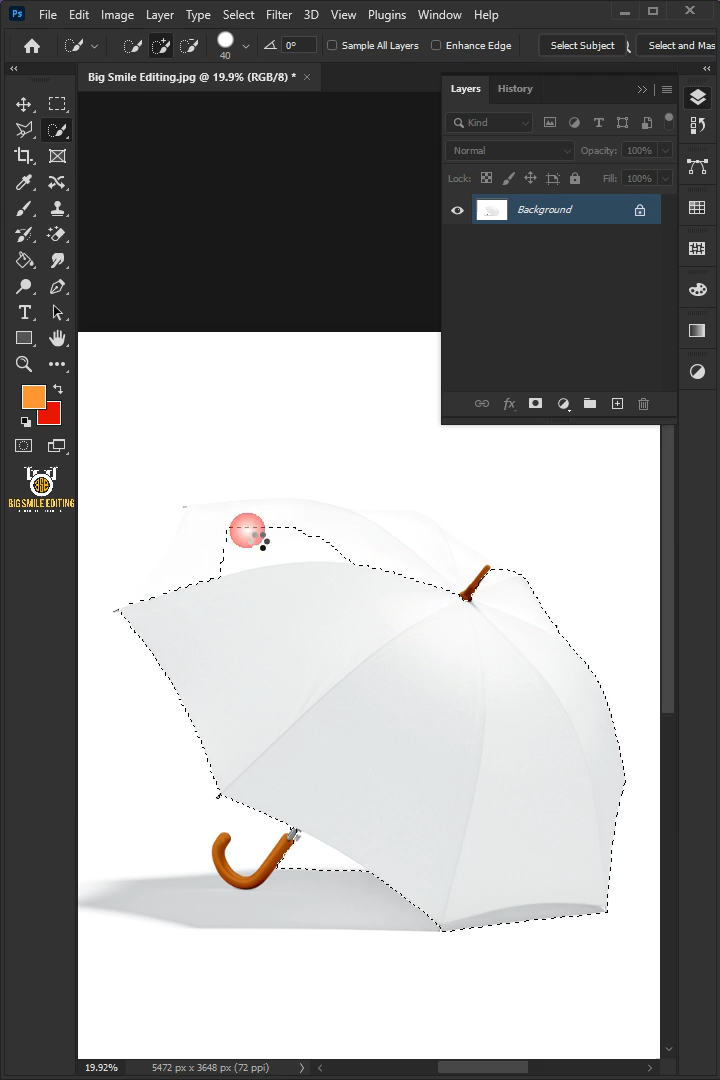 Ps File Edit Image Layer Type Select Filter 3D View Plugins Window Help
40 0° Sample All Layers Enhance Edge Select Subject Select and Mas
Big Smile Editing.jpg @ 19.9% (RGB/8) * ×
Layers History
Kind
Normal Opacity: 100%
Lock: Fill: 100%
Background
fx
BIG SMILE EDITING
19.92% 5472 px x 3648 px (72 ppi)